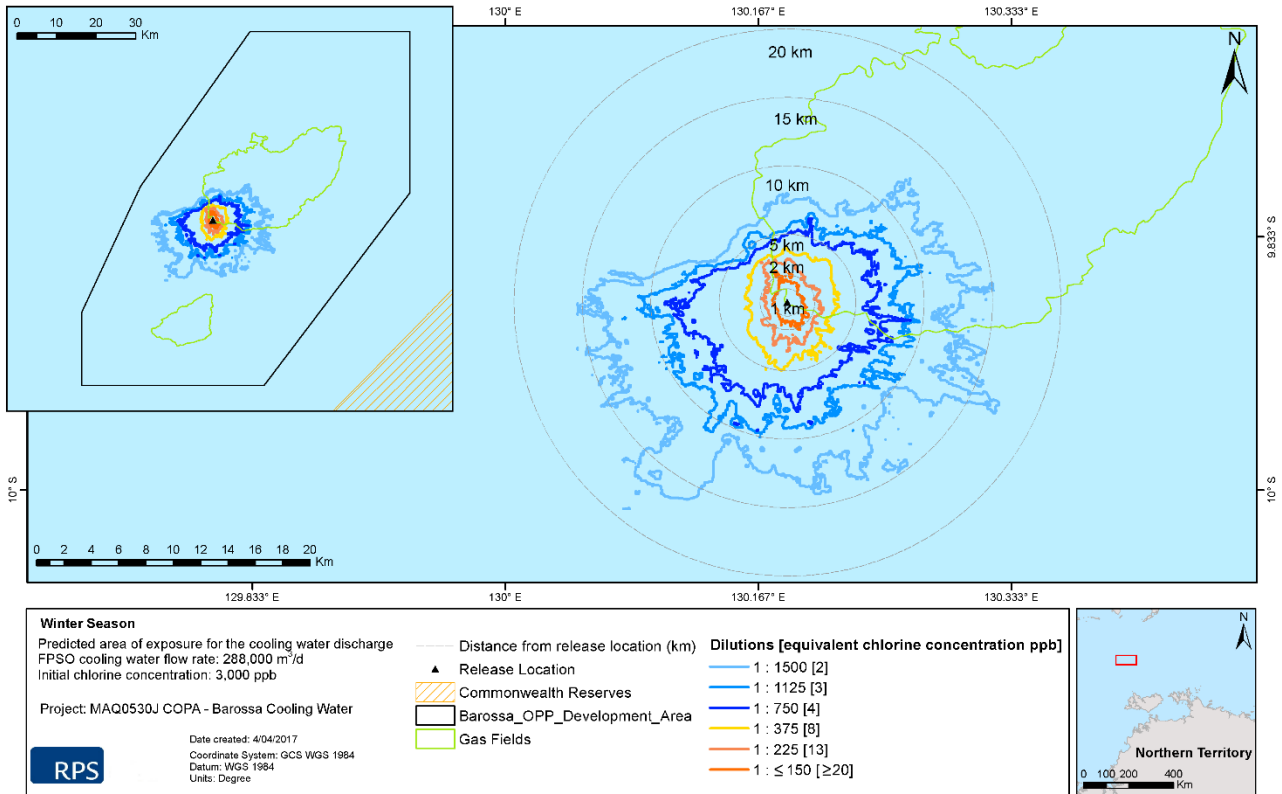 130° E
130.167° E
130.333° E
0 10 20 30
Km
N
20 km
15 km
10 km
5 km
2 km
1 km
9.833° S
10° S
10° S
0 2 4 6 8 10 12 14 16 18 20
Km
129.833° E
130° E
130.167° E
130.333° E
Winter Season
Predicted area of exposure for the cooling water discharge
FPSO cooling water flow rate: 288,000 m³/d
Initial chlorine concentration: 3,000 ppb
Project: MAQ0530J COPA - Barossa Cooling Water
Date created: 4/04/2017
Coordinate System: GCS WGS 1984
Datum: WGS 1984
Units: Degree
RPS
Distance from release location (km)
Release Location
Commonwealth Reserves
Barossa_OPP_Development_Area
Gas Fields
Dilutions [equivalent chlorine concentration ppb]
1 : 1500 [2]
1 : 1125 [3]
1 : 750 [4]
1 : 375 [8]
1 : 225 [13]
1 : ≤ 150 [≥20]
N
Northern Territory
0 100 200 400
Km